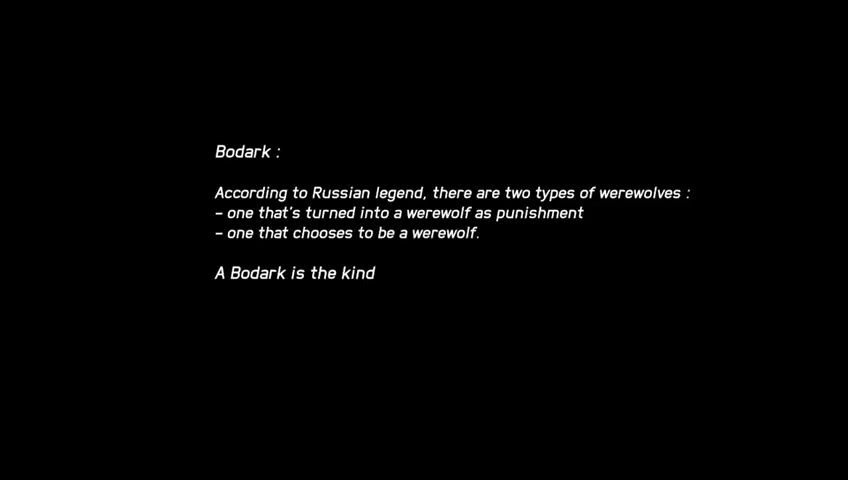 Bodark :
According to Russian legend, there are two types of werewolves :
- one that's turned into a werewolf as punishment
- one that chooses to be a werewolf.
A Bodark is the kind